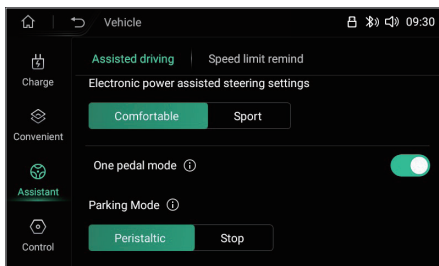 Vehicle
09:30
Charge
Convenient
Assistant
Control
Assisted driving
Speed limit remind
Electronic power assisted steering settings
Comfortable
Sport
One pedal mode
Parking Mode
Peristaltic
Stop